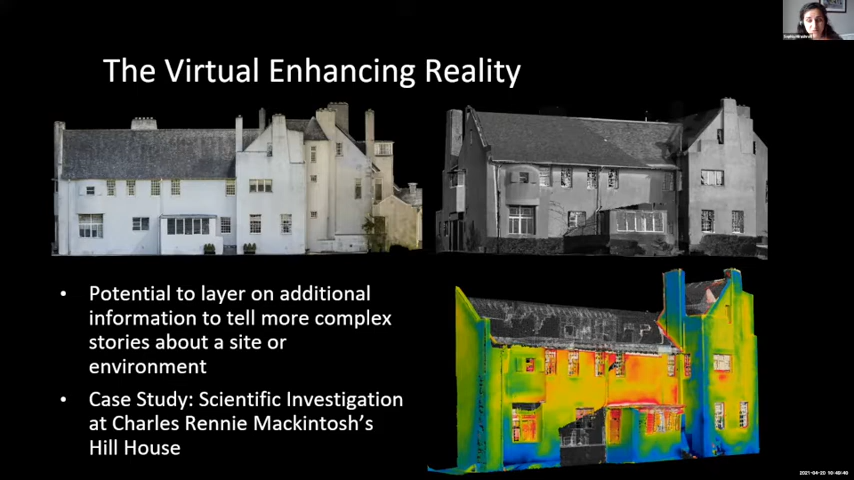 The Virtual Enhancing Reality
• Potential to layer on additional
information to tell more complex
stories about a site or
environment
• Case Study: Scientific Investigation
at Charles Rennie Mackintosh's
Hill House